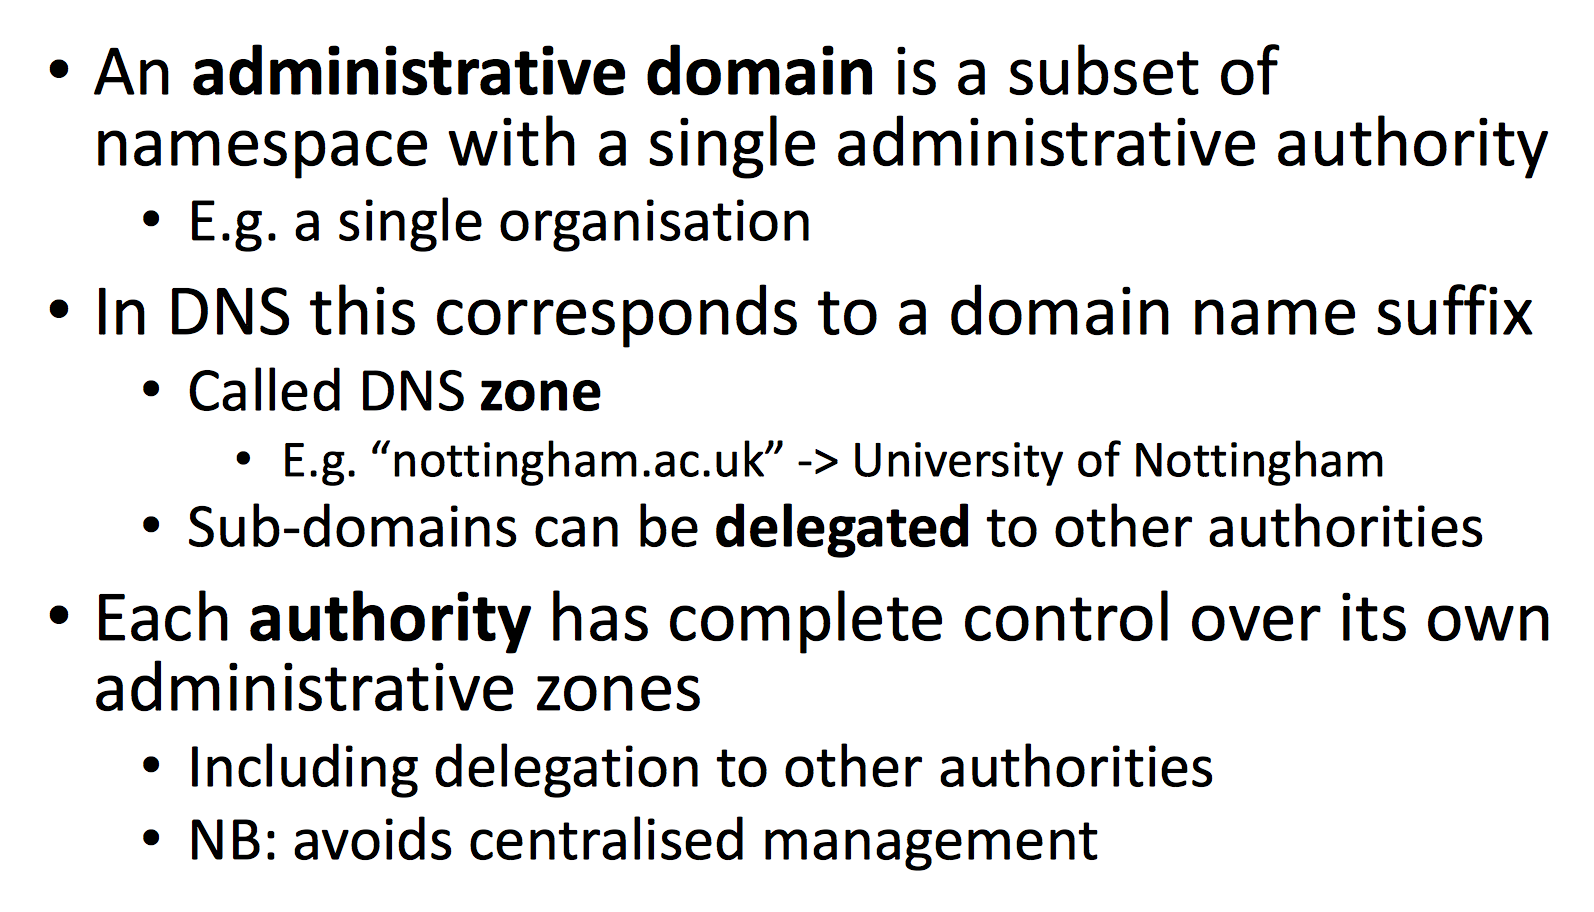 • An administrative domain is a subset of
namespace with a single administrative authority
• E.g. a single organisation
• In DNS this corresponds to a domain name suffix
• Called DNS zone
• E.g. “nottingham.ac.uk” -> University of Nottingham
• Sub-domains can be delegated to other authorities
• Each authority has complete control over its own
administrative zones
• Including delegation to other authorities
• NB: avoids centralised management